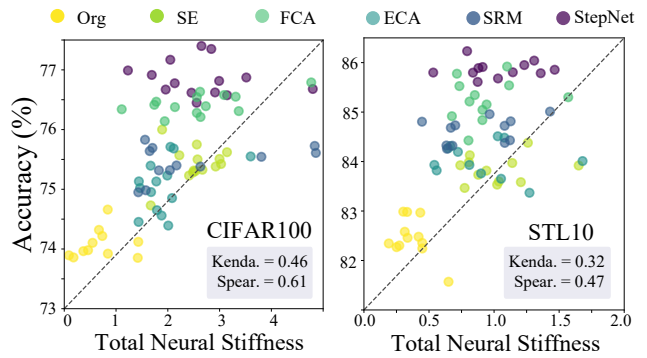 Org SE FCA ECA SRM StepNet
Accuracy (%)
77
76
75
74
73
CIFAR100
Kenda. = 0.46
Spear. = 0.61
0 1 2 3 4
Total Neural Stiffness
86
85
84
83
82
STL10
Kenda. = 0.32
Spear. = 0.47
0.0 0.5 1.0 1.5 2.0
Total Neural Stiffness